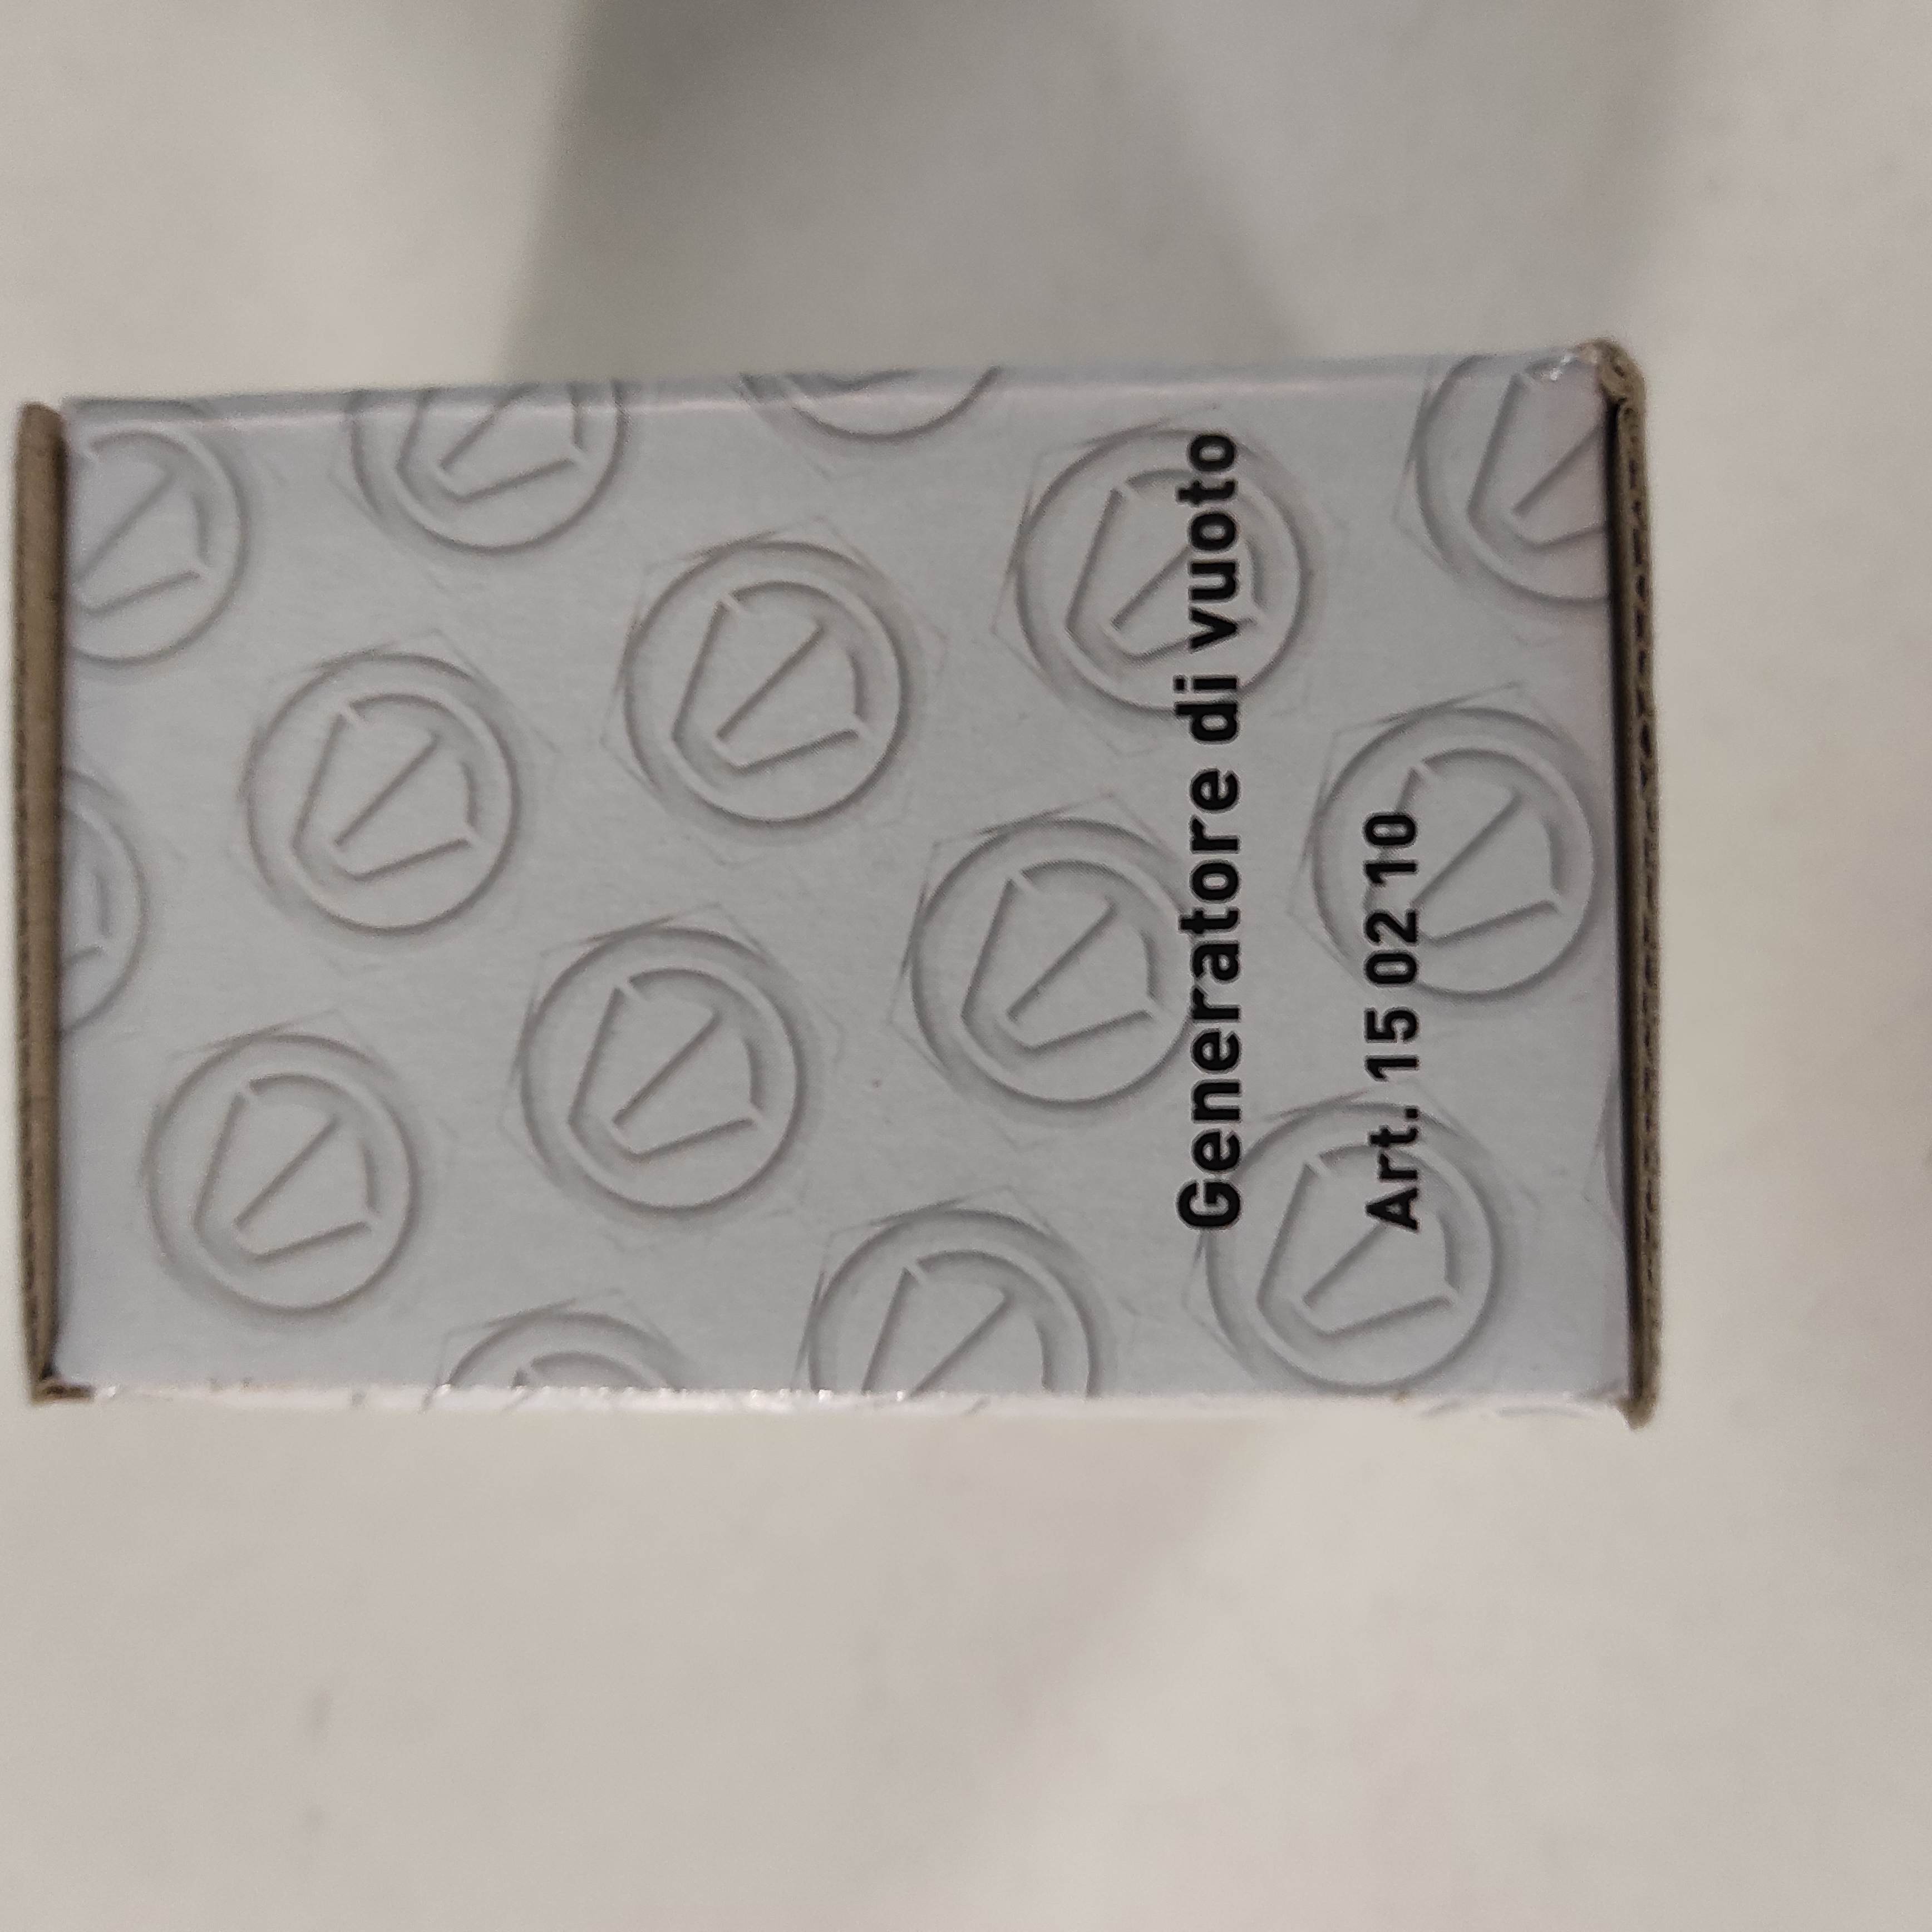 Generatore di vuoto
Art. 15 02 10